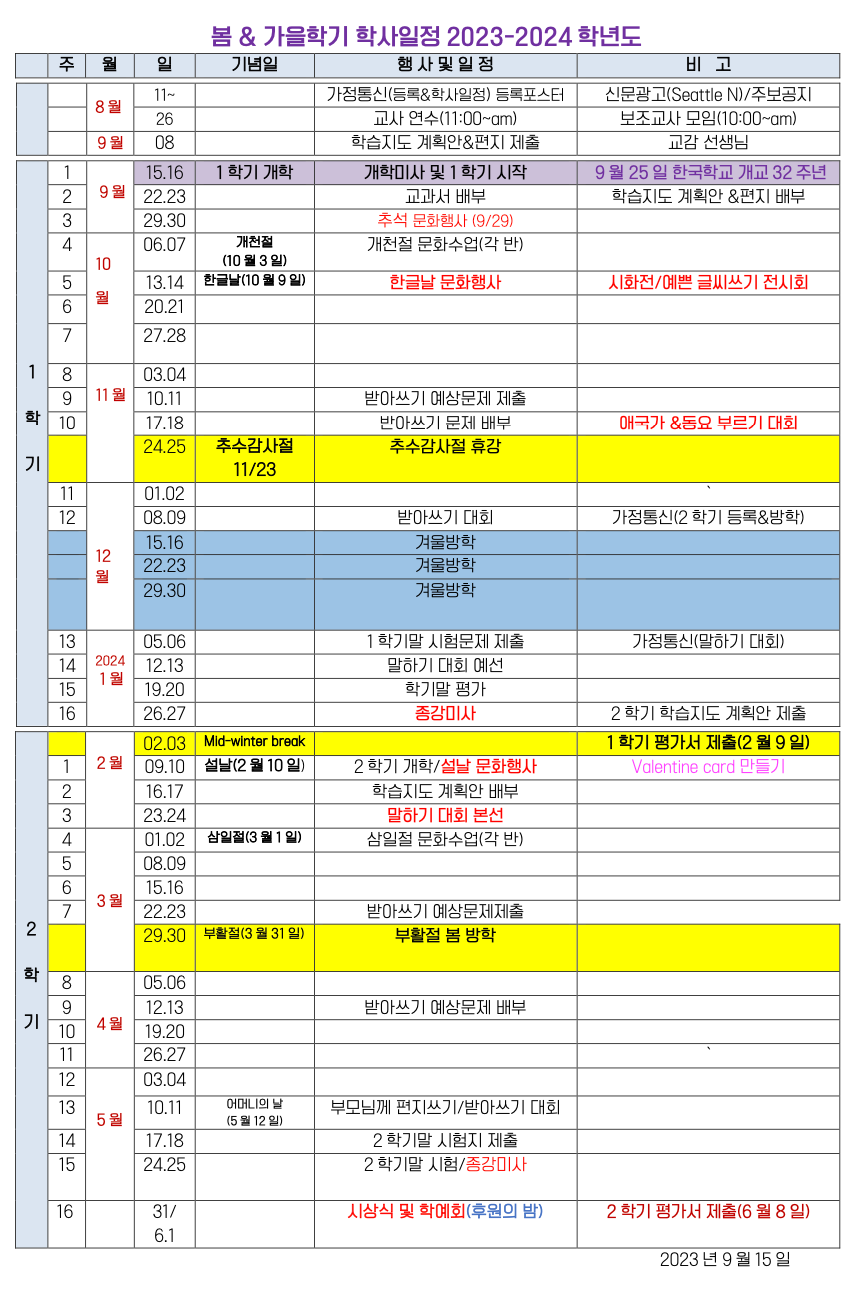 봄 & 가을학기 학사일정 2023-2024 학년도
주 월 일 기념일 행 사 및 일 정 비 고
8 월 11~ 가정통신(등록&학사일정) 등록포스터 신문광고(Seattle N)/주보공지
26 교사 연수(11:00~am) 보조교사 모임(10:00~am)
9 월 08 학습지도 계획안&편지 제출 교감 선생님
1 학 기
1 9 월 15.16 1 학기 개학 개학미사 및 1 학기 시작 9 월 25 일 한국학교 개교 32 주년
2 22.23 교과서 배부 학습지도 계획안 &편지 배부
3 29.30 추석 문화행사 (9/29)
4 10 월 06.07 개천절 개천절 문화수업(각 반)
(10 월 3 일)
5 13.14 한글날(10 월 9 일) 한글날 문화행사 시화전/예쁜 글씨쓰기 전시회
6 20.21
7 27.28
8 11 월 03.04
9 10.11 받아쓰기 예상문제 제출
10 17.18 반아쓰기 문제 배부 애국가 &동요 부르기 대회
24.25 추수감사절 추수감사절 휴강
11/23
11 12 월 01.02 `
12 08.09 받아쓰기 대회 가정통신(2 학기 등록&방학)
15.16 겨울방학
22.23 겨울방학
29.30 겨울방학
13 2024 1 월 05.06 1 학기말 시험문제 제출 가정통신(말하기 대회)
14 12.13 말하기 대회 예선
15 19.20 학기말 평가
16 26.27 종강미사 2 학기 학습지도 계획안 제출
2 학 기
2 월 02.03 Mid-winter break 1 학기 평가서 제출(2 월 9 일)
1 09.10 설날(2 월 10 일) 2 학기 개학/설날 문화행사 Valentine card 만들기
2 16.17 학습지도 계획안 배부
3 23.24 말하기 대회 본선
4 3 월 01.02 삼일절(3 월 1 일) 삼일절 문화수업(각 반)
5 08.09
6 15.16
7 22.23 받아쓰기 예상문제제출
29.30 부활절(3 월 31 일) 부활절 봄 방학
8 4 월 05.06
9 12.13 받아쓰기 예상문제 배부
10 19.20
11 26.27 `
12 5 월 03.04
13 10.11 어머니의 날 부모님께 편지쓰기/받아쓰기 대회
(5 월 12 일)
14 17.18 2 학기말 시험지 제출
15 24.25 2 학기말 시험/종강미사
16 31/ 시상식 및 학예회(후원의 밤) 2 학기 평가서 제출(6 월 8 일)
6.1
2023 년 9 월 15 일